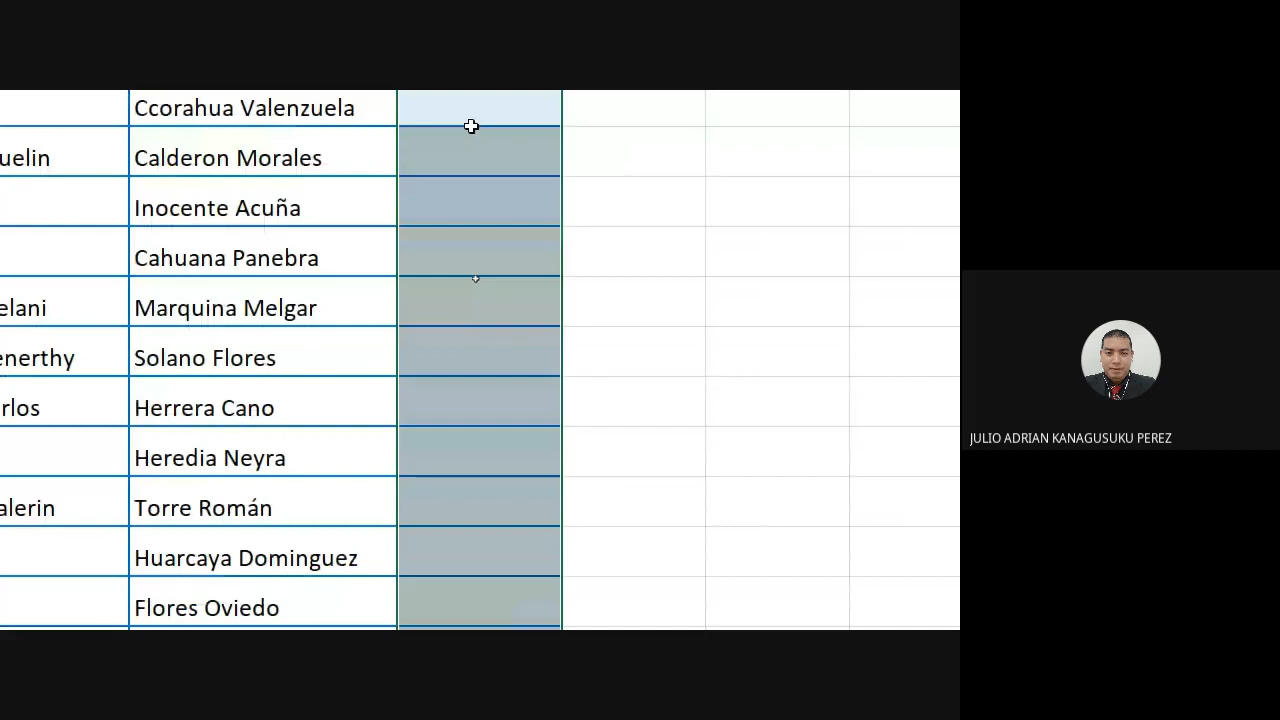 Ccorahua Valenzuela
uelin Calderon Morales
Inocente Acuña
Cahuana Panebra
elani Marquina Melgar
enerthy Solano Flores
rlos Herrera Cano
Heredia Neyra
alerin Torre Román
Huarcaya Dominguez
Flores Oviedo
JULIO ADRIAN KANAGUSUKU PEREZ